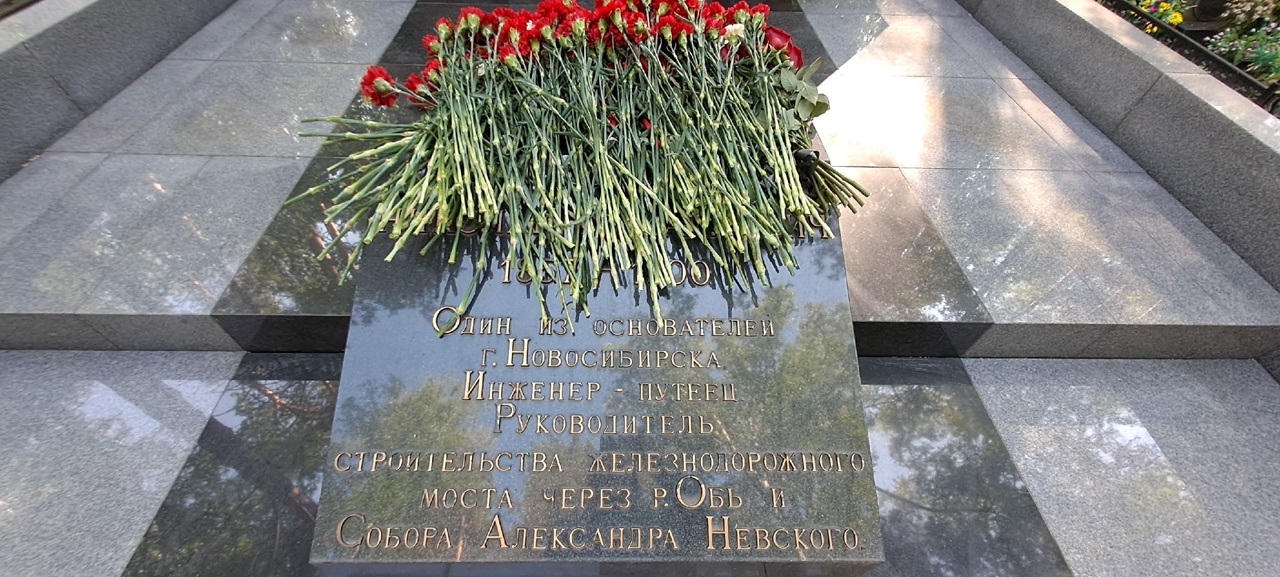 Один из основателей
г. Новосибирска.
Инженер - путеец.
Руководитель
строительства железнодорожного
моста через р. Обь и
Собора Александра Невского.